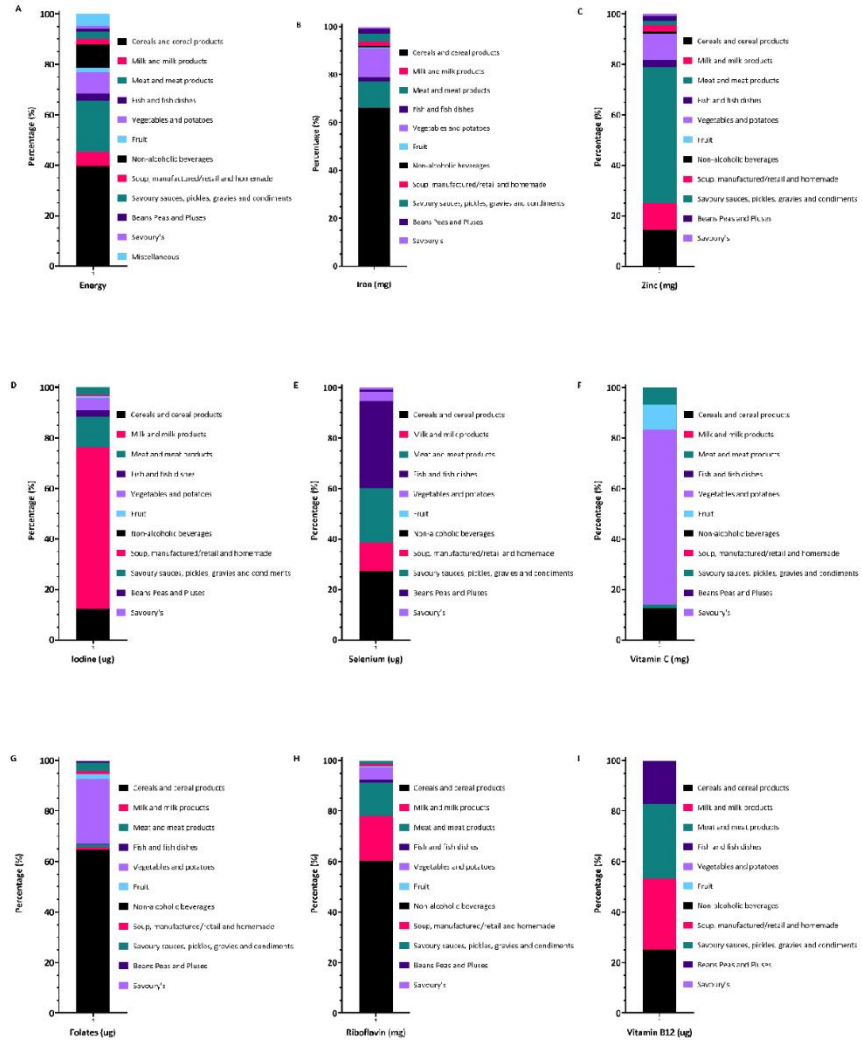 A
Percentage (%)
100
80
60
40
20
0
Energy
Cereals and cereal products
Milk and milk products
Meat and meat products
Fish and fish dishes
Vegetables and potatoes
Fruit
Non-alcoholic beverages
Soup, manufactured/retail and homemade
Savoury sauces, pickles, gravies and condiments
Beans Peas and Pluses
Savoury's
Miscellaneous
B
Percentage (%)
100
80
60
40
20
0
Iron (mg)
Cereals and cereal products
Milk and milk products
Meat and meat products
Fish and fish dishes
Vegetables and potatoes
Fruit
Non-alcoholic beverages
Soup, manufactured/retail and homemade
Savoury sauces, pickles, gravies and condiments
Beans Peas and Pluses
Savoury's
C
Percentage (%)
100
80
60
40
20
0
Zinc (mg)
Cereals and cereal products
Milk and milk products
Meat and meat products
Fish and fish dishes
Vegetables and potatoes
Fruit
Non-alcoholic beverages
Soup, manufactured/retail and homemade
Savoury sauces, pickles, gravies and condiments
Beans Peas and Pluses
Savoury's
D
Percentage (%)
100
80
60
40
20
0
Iodine (ug)
Cereals and cereal products
Milk and milk products
Meat and meat products
Fish and fish dishes
Vegetables and potatoes
Fruit
Non-alcoholic beverages
Soup, manufactured/retail and homemade
Savoury sauces, pickles, gravies and condiments
Beans Peas and Pluses
Savoury's
E
Percentage (%)
100
80
60
40
20
0
Selenium (ug)
Cereals and cereal products
Milk and milk products
Meat and meat products
Fish and fish dishes
Vegetables and potatoes
Fruit
Non-alcoholic beverages
Soup, manufactured/retail and homemade
Savoury sauces, pickles, gravies and condiments
Beans Peas and Pluses
Savoury's
F
Percentage (%)
100
80
60
40
20
0
Vitamin C (mg)
Cereals and cereal products
Milk and milk products
Meat and meat products
Fish and fish dishes
Vegetables and potatoes
Fruit
Non-alcoholic beverages
Soup, manufactured/retail and homemade
Savoury sauces, pickles, gravies and condiments
Beans Peas and Pluses
Savoury's
G
Percentage (%)
100
80
60
40
20
0
Folates (ug)
Cereals and cereal products
Milk and milk products
Meat and meat products
Fish and fish dishes
Vegetables and potatoes
Fruit
Non-alcoholic beverages
Soup, manufactured/retail and homemade
Savoury sauces, pickles, gravies and condiments
Beans Peas and Pluses
Savoury's
H
Percentage (%)
100
80
60
40
20
0
Riboflavin (mg)
Cereals and cereal products
Milk and milk products
Meat and meat products
Fish and fish dishes
Vegetables and potatoes
Fruit
Non alcoholic beverages
Soup, manufactured/retail and homemade
Savoury sauces, pickles, gravies and condiments
Beans Peas and Pluses
Savoury's
I
Percentage (%)
100
80
60
40
20
0
Vitamin B12 (ug)
Cereals and cereal products
Milk and milk products
Meat and meat products
Fish and fish dishes
Vegetables and potatoes
Fruit
Non-alcoholic beverages
Soup, manufactured/retail and homemade
Savoury sauces, pickles, gravies and condiments
Beans Peas and Pluses
Savoury's